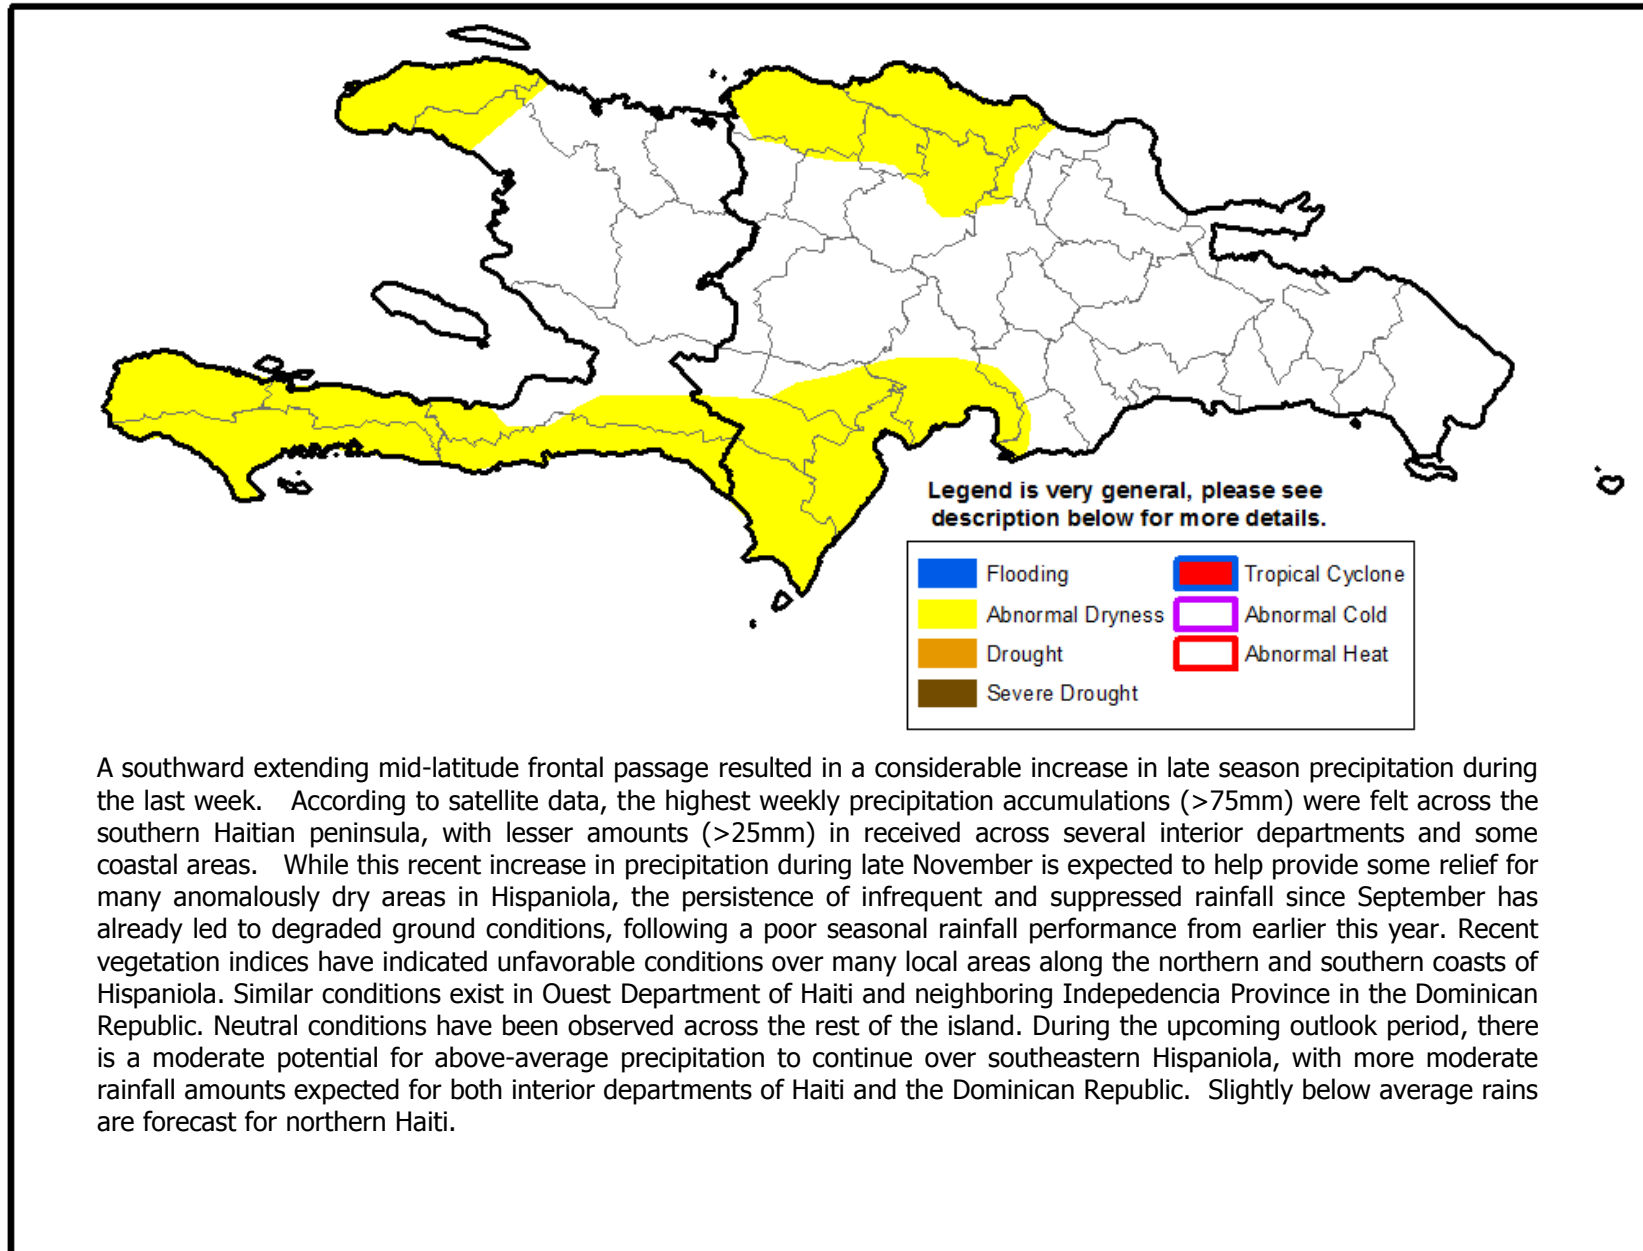 Legend is very general, please see
description below for more details.
Flooding
Tropical Cyclone
Abnormal Dryness
Abnormal Cold
Drought
Abnormal Heat
Severe Drought
A southward extending mid-latitude frontal passage resulted in a considerable increase in late season precipitation during
the last week.   According to satellite data, the highest weekly precipitation accumulations (>75mm) were felt across the
southern Haitian peninsula, with lesser amounts (>25mm) in received across several interior departments and some
coastal areas.   While this recent increase in precipitation during late November is expected to help provide some relief for
many anomalously dry areas in Hispaniola, the persistence of infrequent and suppressed rainfall since September has
already led to degraded ground conditions, following a poor seasonal rainfall performance from earlier this year. Recent
vegetation indices have indicated unfavorable conditions over many local areas along the northern and southern coasts of
Hispaniola. Similar conditions exist in Ouest Department of Haiti and neighboring Indepedencia Province in the Dominican
Republic. Neutral conditions have been observed across the rest of the island. During the upcoming outlook period, there
is a moderate potential for above-average precipitation to continue over southeastern Hispaniola, with more moderate
rainfall amounts expected for both interior departments of Haiti and the Dominican Republic.  Slightly below average rains
are forecast for northern Haiti.